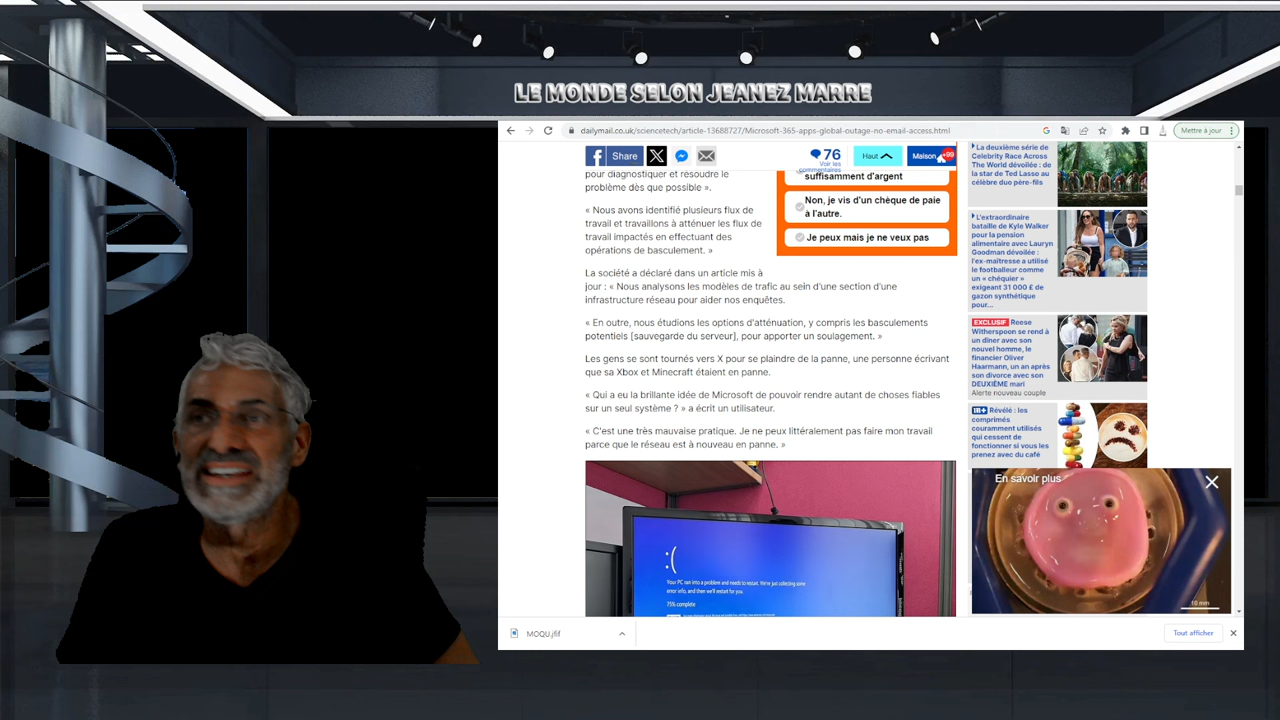 LE MONDE SELON JEANEZ MARRE
dailymail.co.uk/sciencetech/article-13688727/Microsoft-365-apps-global-outage-no-email-access.html
Mettre à jour
Share
76
Voir les
commentaires
Haut
Maison
+99
pour diagnostiquer et résoudre le
problème dès que possible ».
« Nous avons identifié plusieurs flux de
travail et travaillons à atténuer les flux de
travail impactés en effectuant des
opérations de basculement. »
La société a déclaré dans un article mis à
jour : « Nous analysons les modèles de trafic au sein d'une section d'une
infrastructure réseau pour aider nos enquêtes.
« En outre, nous étudions les options d'atténuation, y compris les basculements
potentiels [sauvegarde du serveur], pour apporter un soulagement. »
Les gens se sont tournés vers X pour se plaindre de la panne, une personne écrivant
que sa Xbox et Minecraft étaient en panne.
« Qui a eu la brillante idée de Microsoft de pouvoir rendre autant de choses fiables
sur un seul système ? » a écrit un utilisateur.
« C'est une très mauvaise pratique. Je ne peux littéralement pas faire mon travail
parce que le réseau est à nouveau en panne. »
suffisamment d'argent
Non, je vis d'un chèque de paie
à l'autre.
Je peux mais je ne veux pas
:(
Your PC ran into a problem and needs to restart. We're just collecting some
error info, and then we'll restart for you.
75% complete
La deuxième série de
Celebrity Race Across
The World dévoilée : de
la star de Ted Lasso au
célèbre duo père-fils
L'extraordinaire
bataille de Kyle Walker
pour la pension
alimentaire avec Lauryn
Goodman dévoilée :
l'ex-maîtresse a utilisé
le footballeur comme
un « chéquier »
exigeant 31 000 £ de
gazon synthétique
pour...
EXCLUSIF Reese
Witherspoon se rend à
un dîner avec son
nouvel homme, le
financier Oliver
Haarmann, un an après
son divorce avec son
DEUXIÈME mari
Alerte nouveau couple
Révélé : les
comprimés
couramment utilisés
qui cessent de
fonctionner si vous les
prenez avec du café
En savoir plus
10 mm
MOQU.jfif
Tout afficher